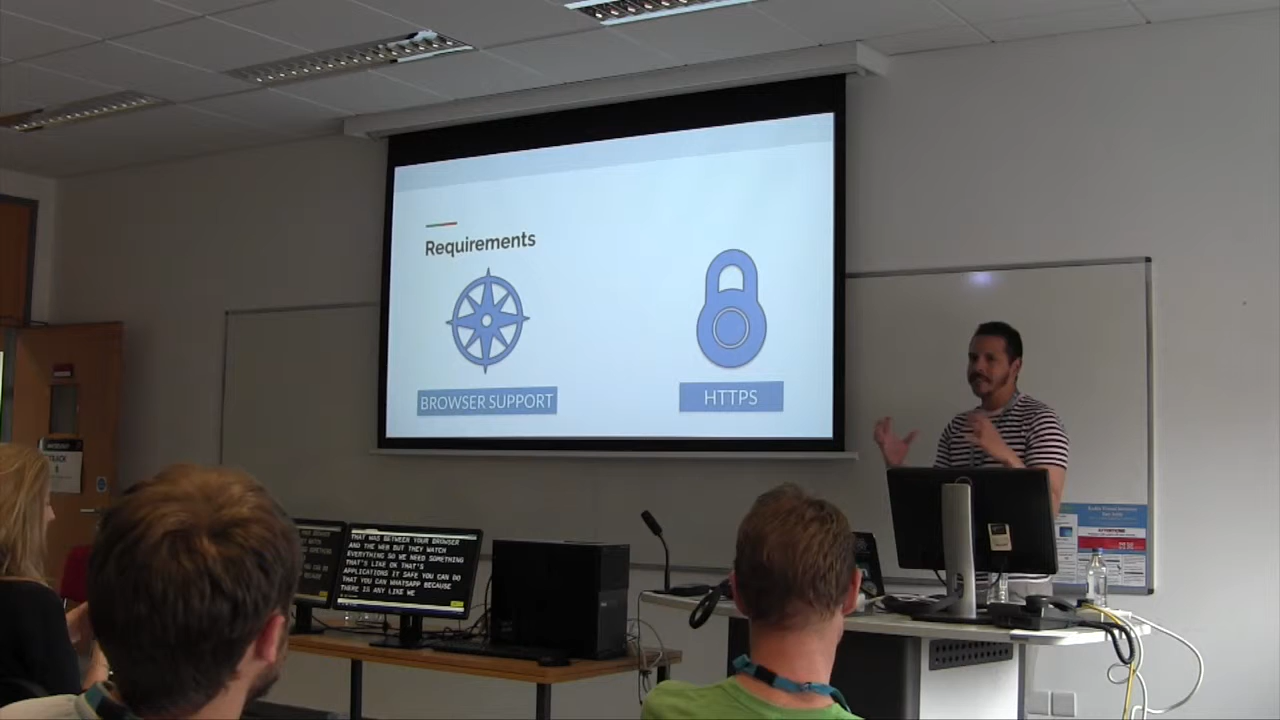 Requirements
BROWSER SUPPORT
HTTPS
THAT WAS BETWEEN YOUR BROWSER
AND THE WEB BUT THEY WATCH
EVERYTHING SO WE NEED SOMETHING
THAT'S LIKE OK THAT'S
APPLICATIONS IT SAFE YOU CAN DO
THAT YOU CAN WHATSAPP BECAUSE
THERE IS ANY LIKE WE
TRACK